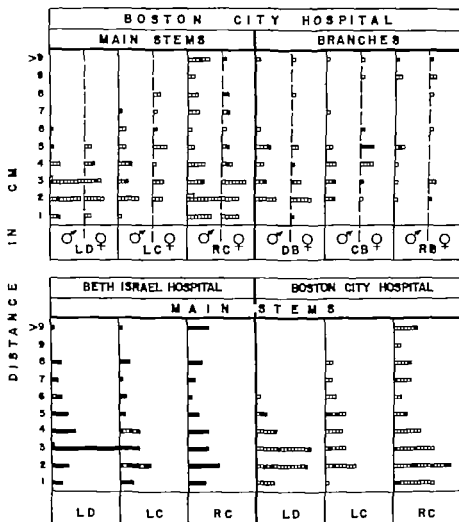 BOSTON CITY HOSPITAL
MAIN STEMS BRANCHES
>9
9
8
7
6
5
4
3
2
1
♂ ♀ ♂ ♀ ♂ ♀ ♂ ♀ ♂ ♀ ♂ ♀
LD LC RC DB CB RB
DISTANCE IN CM
BETH ISRAEL HOSPITAL BOSTON CITY HOSPITAL
MAIN STEMS
>9
9
8
7
6
5
4
3
2
1
LD LC RC LD LC RC